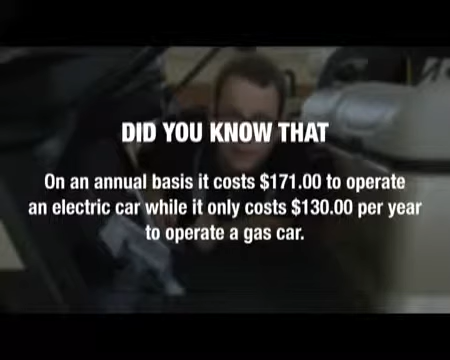 DID YOU KNOW THAT
On an annual basis it costs $171.00 to operate
an electric car while it only costs $130.00 per year
to operate a gas car.